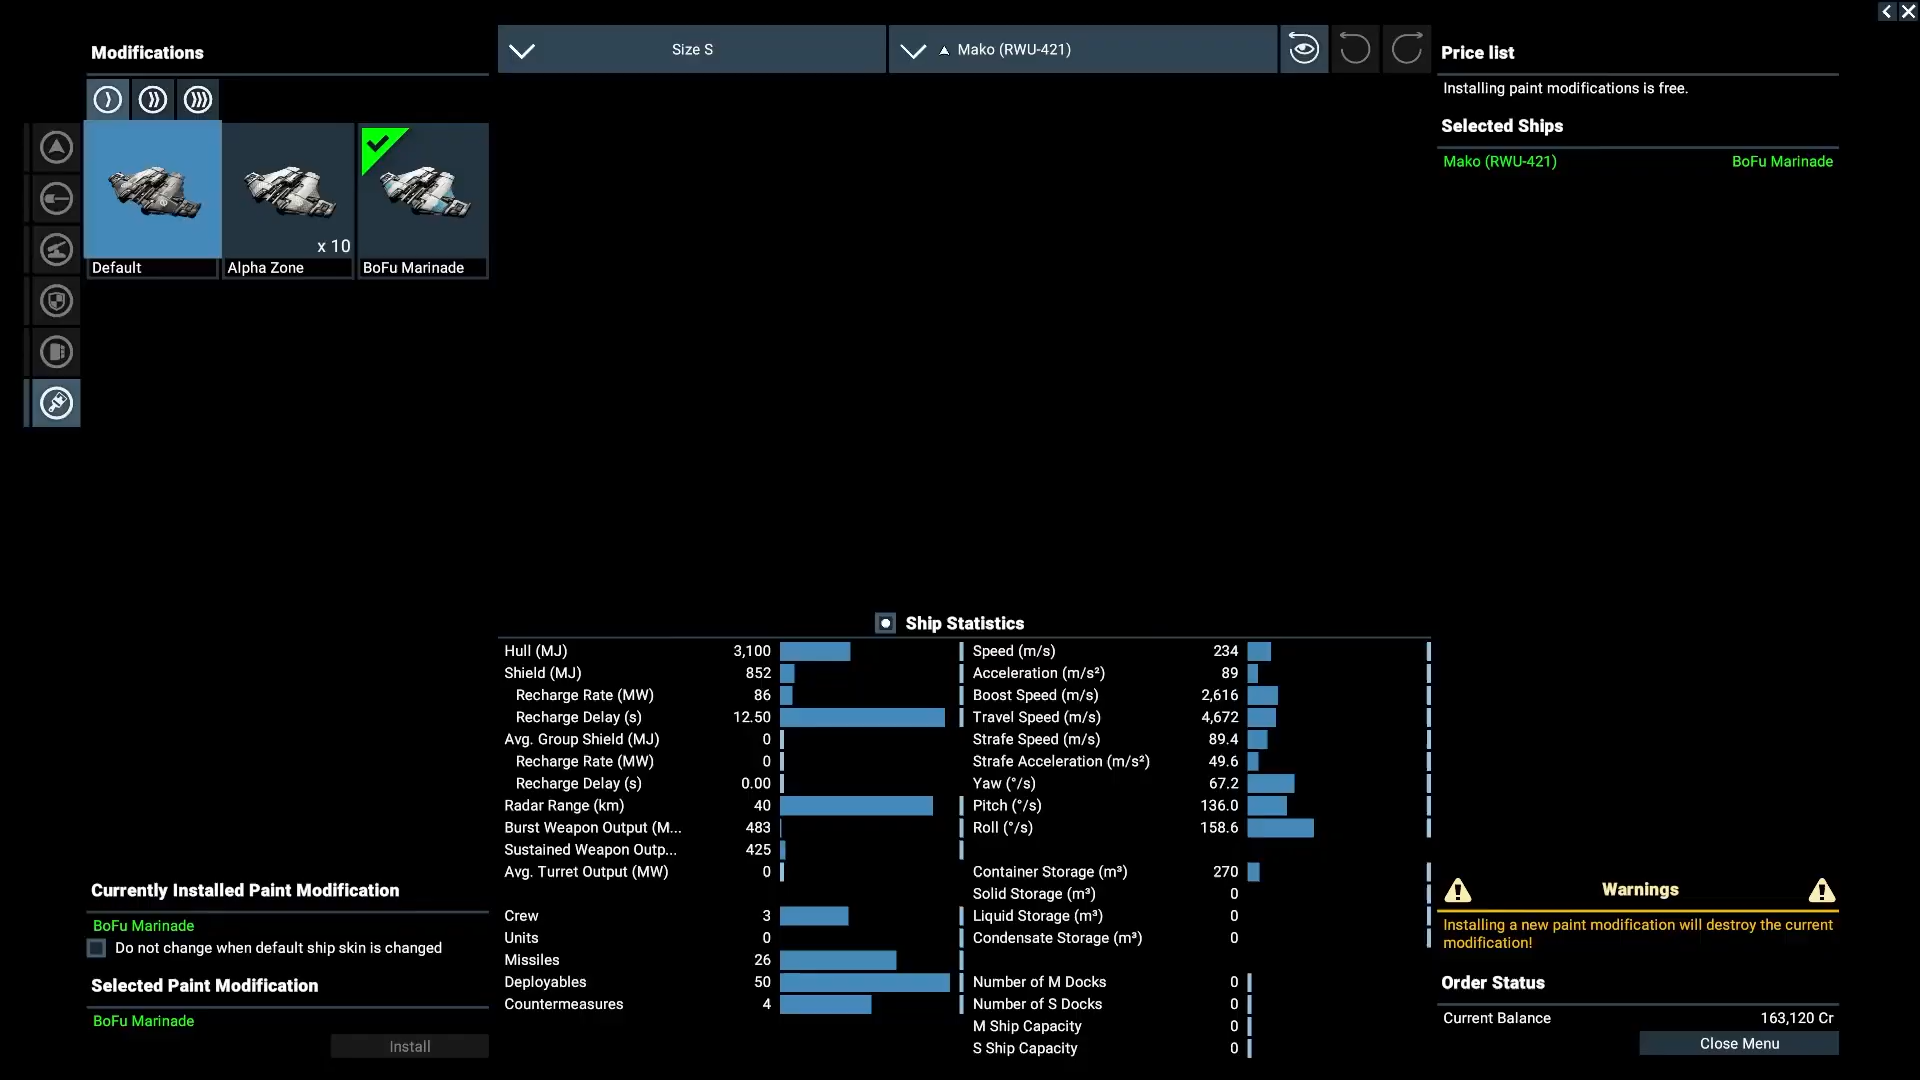 Modifications
Size S
Mako (RWU-421)
Price list
Installing paint modifications is free.
Selected Ships
Mako (RWU-421) BoFu Marinade
x 10
Default
Alpha Zone
BoFu Marinade
Ship Statistics
Hull (MJ) 3,100
Shield (MJ) 852
Recharge Rate (MW) 86
Recharge Delay (s) 12.50
Avg. Group Shield (MJ) 0
Recharge Rate (MW) 0
Recharge Delay (s) 0.00
Radar Range (km) 40
Burst Weapon Output (M... 483
Sustained Weapon Outp... 425
Avg. Turret Output (MW) 0
Crew 3
Units 0
Missiles 26
Deployables 50
Countermeasures 4
Speed (m/s) 234
Acceleration (m/s²) 89
Boost Speed (m/s) 2,616
Travel Speed (m/s) 4,672
Strafe Speed (m/s) 89.4
Strafe Acceleration (m/s²) 49.6
Yaw (°/s) 67.2
Pitch (°/s) 136.0
Roll (°/s) 158.6
Container Storage (m³) 270
Solid Storage (m³) 0
Liquid Storage (m³) 0
Condensate Storage (m³) 0
Number of M Docks 0
Number of S Docks 0
M Ship Capacity 0
S Ship Capacity 0
Currently Installed Paint Modification
BoFu Marinade
Do not change when default ship skin is changed
Selected Paint Modification
BoFu Marinade
Install
Warnings
Installing a new paint modification will destroy the current
modification!
Order Status
Current Balance 163,120 Cr
Close Menu